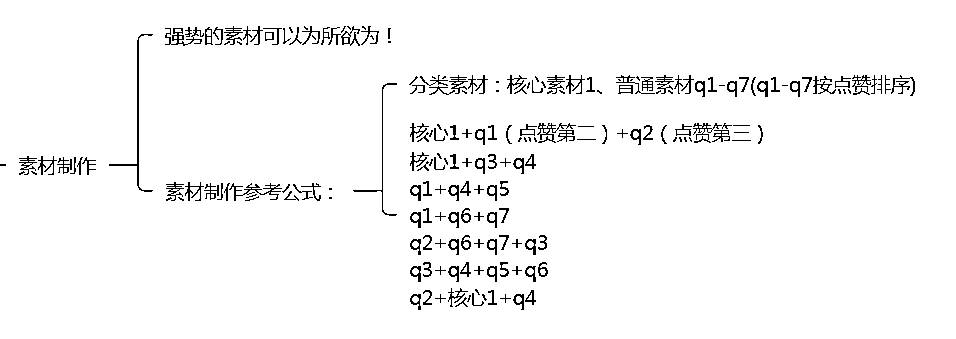 强势的素材可以为所欲为！
分类素材：核心素材1、普通素材q1-q7(q1-q7按点赞排序)
核心1+q1（点赞第二）+q2（点赞第三）
核心1+q3+q4
素材制作
素材制作参考公式：
q1+q4+q5
q1+q6+q7
q2+q6+q7+q3
q3+q4+q5+q6
q2+核心1+q4